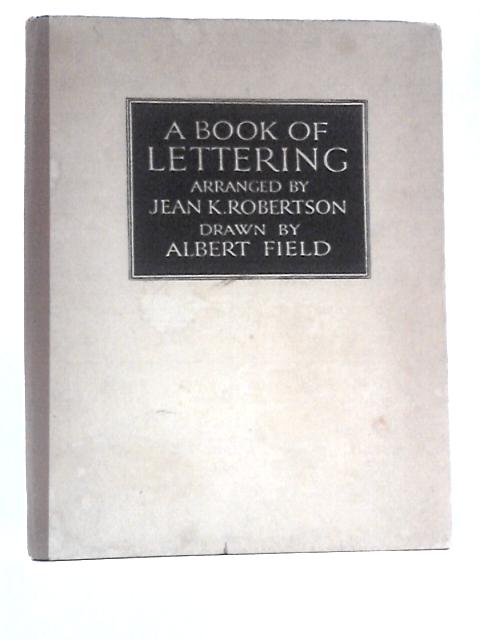 A BOOK OF
LETTERING
ARRANGED BY
JEAN K. ROBERTSON
DRAWN BY
ALBERT FIELD